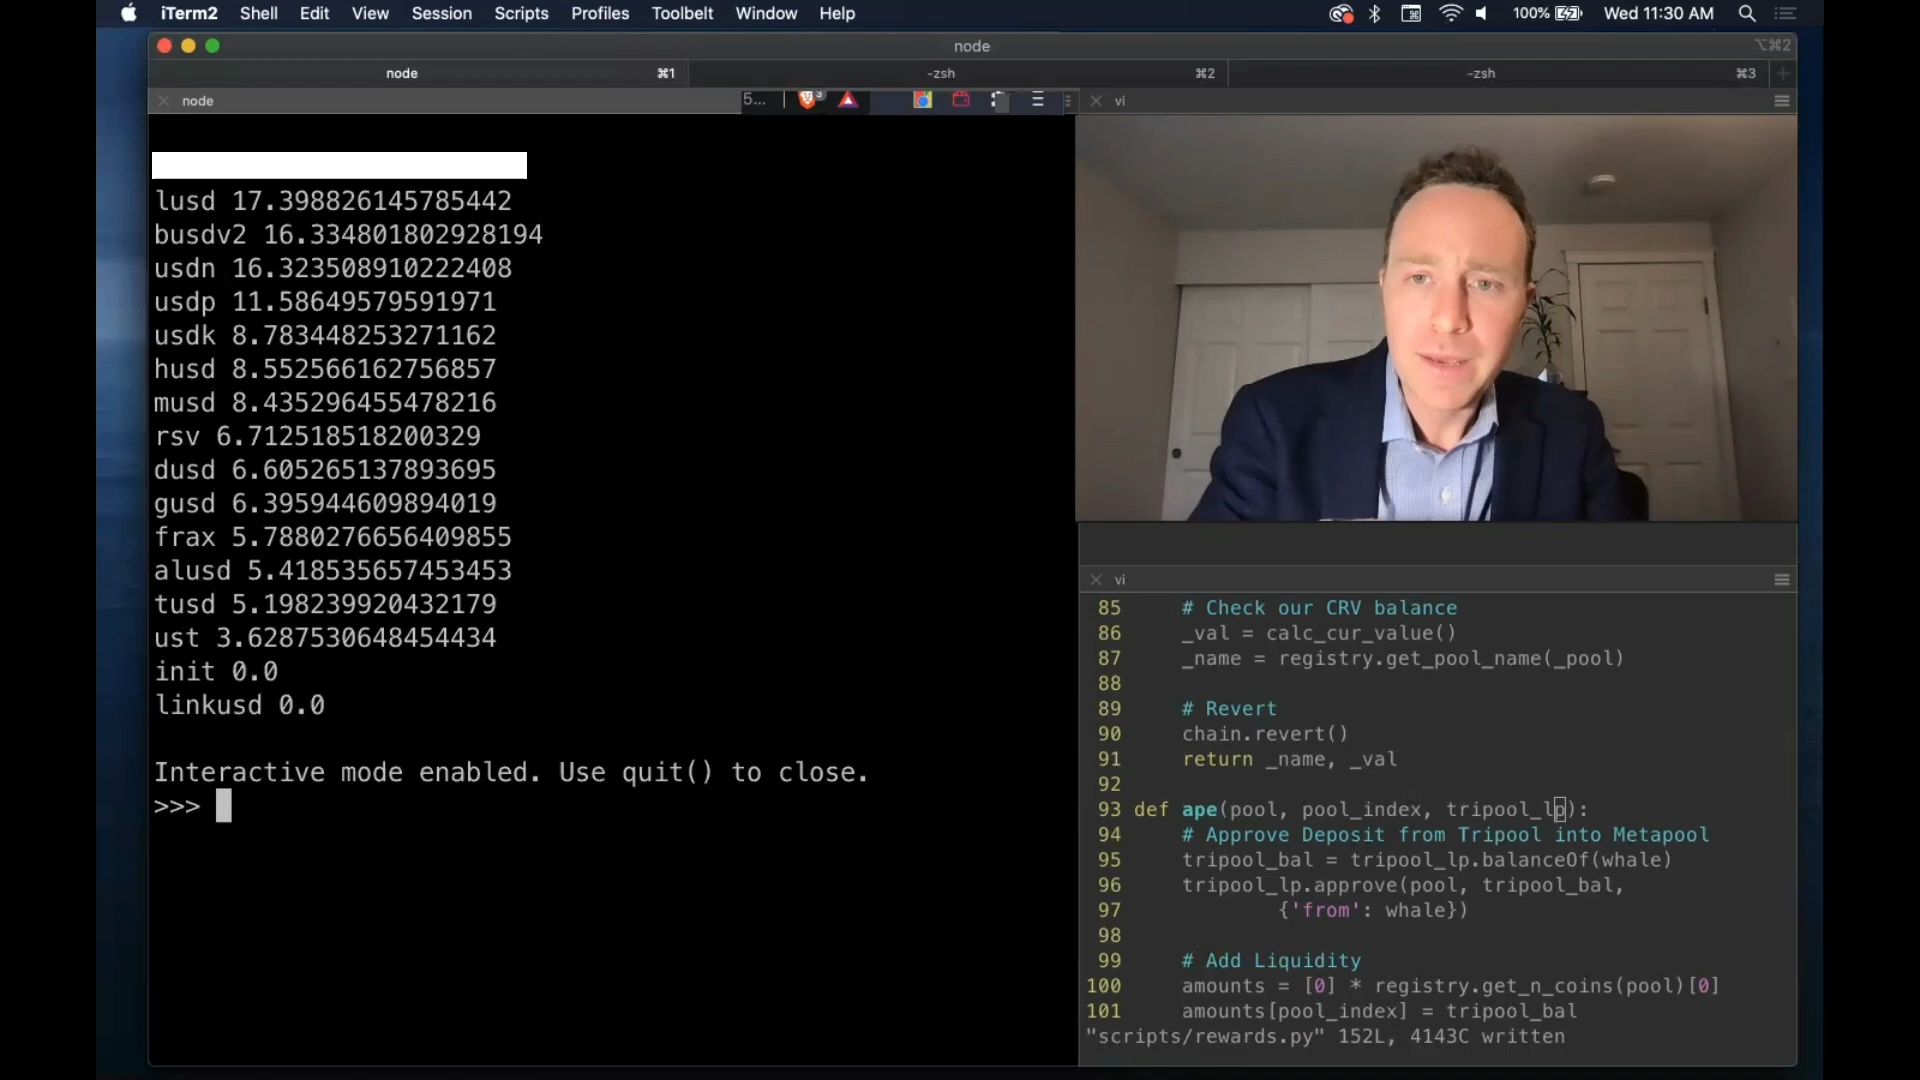 iTerm2 Shell Edit View Session Scripts Profiles Toolbelt Window Help 100% Wed 11:30 AM
node ⌥⌘2
node ⌘1 -zsh ⌘2 -zsh ⌘3
node 5... 3 vi
lusd 17.398826145785442
busdv2 16.334801802928194
usdn 16.323508910222408
usdp 11.58649579591971
usdk 8.783448253271162
husd 8.552566162756857
musd 8.435296455478216
rsv 6.712518518200329
dusd 6.605265137893695
gusd 6.395944609894019
frax 5.7880276656409855
alusd 5.418535657453453
tusd 5.198239920432179
ust 3.6287530648454434
init 0.0
linkusd 0.0
Interactive mode enabled. Use quit() to close.
>>>
vi
85 # Check our CRV balance
86 _val = calc_cur_value()
87 _name = registry.get_pool_name(_pool)
88
89 # Revert
90 chain.revert()
91 return _name, _val
92
93 def ape(pool, pool_index, tripool_lp):
94 # Approve Deposit from Tripool into Metapool
95 tripool_bal = tripool_lp.balanceOf(whale)
96 tripool_lp.approve(pool, tripool_bal,
97 {'from': whale})
98
99 # Add Liquidity
100 amounts = [0] * registry.get_n_coins(pool)[0]
101 amounts[pool_index] = tripool_bal
"scripts/rewards.py" 152L, 4143C written